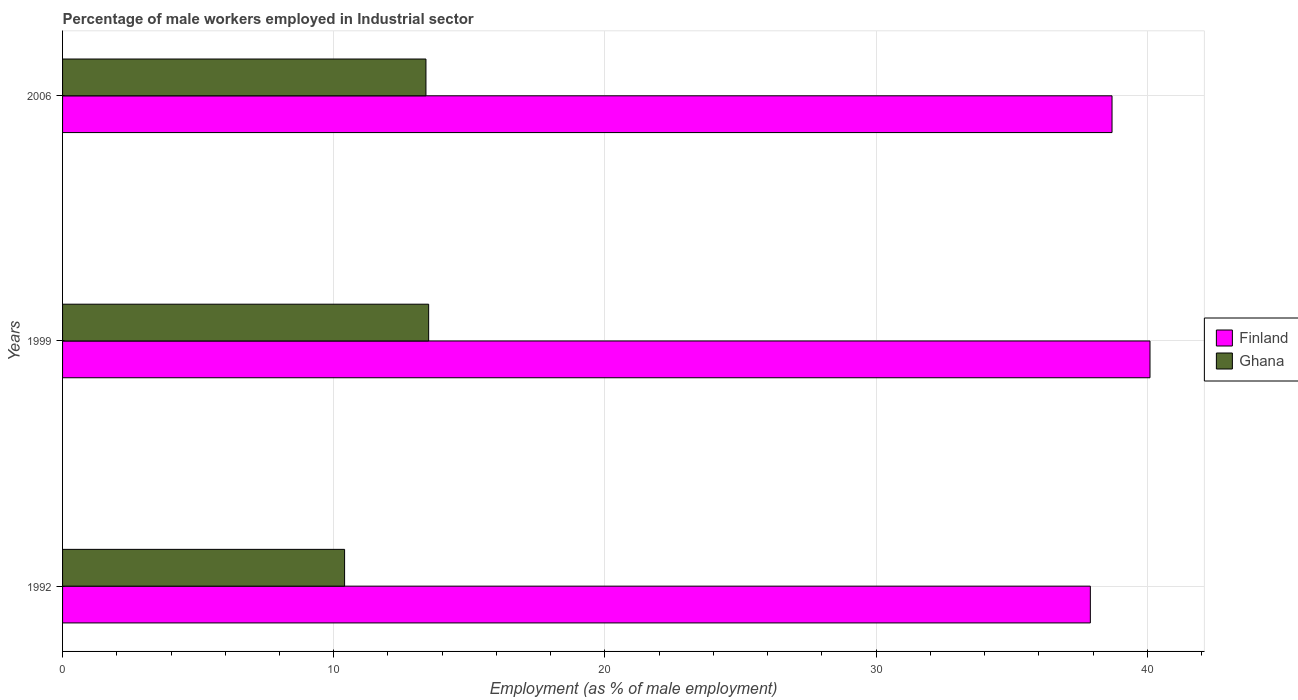 Percentage of male workers employed in Industrial sector
2006
1999
1992
Years
0
10
20
30
40
Employment (as % of male employment)
Finland
Ghana